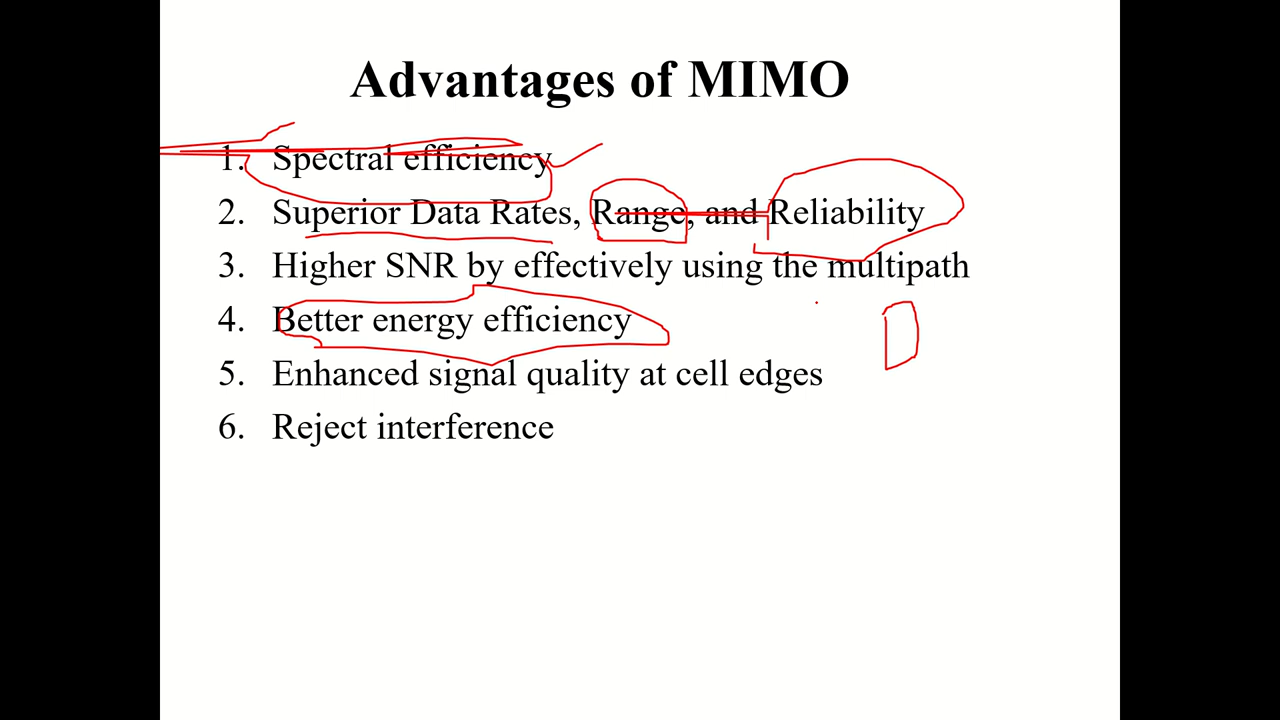 Advantages of MIMO
1. Spectral efficiency
2. Superior Data Rates, Range, and Reliability
3. Higher SNR by effectively using the multipath
4. Better energy efficiency
5. Enhanced signal quality at cell edges
6. Reject interference